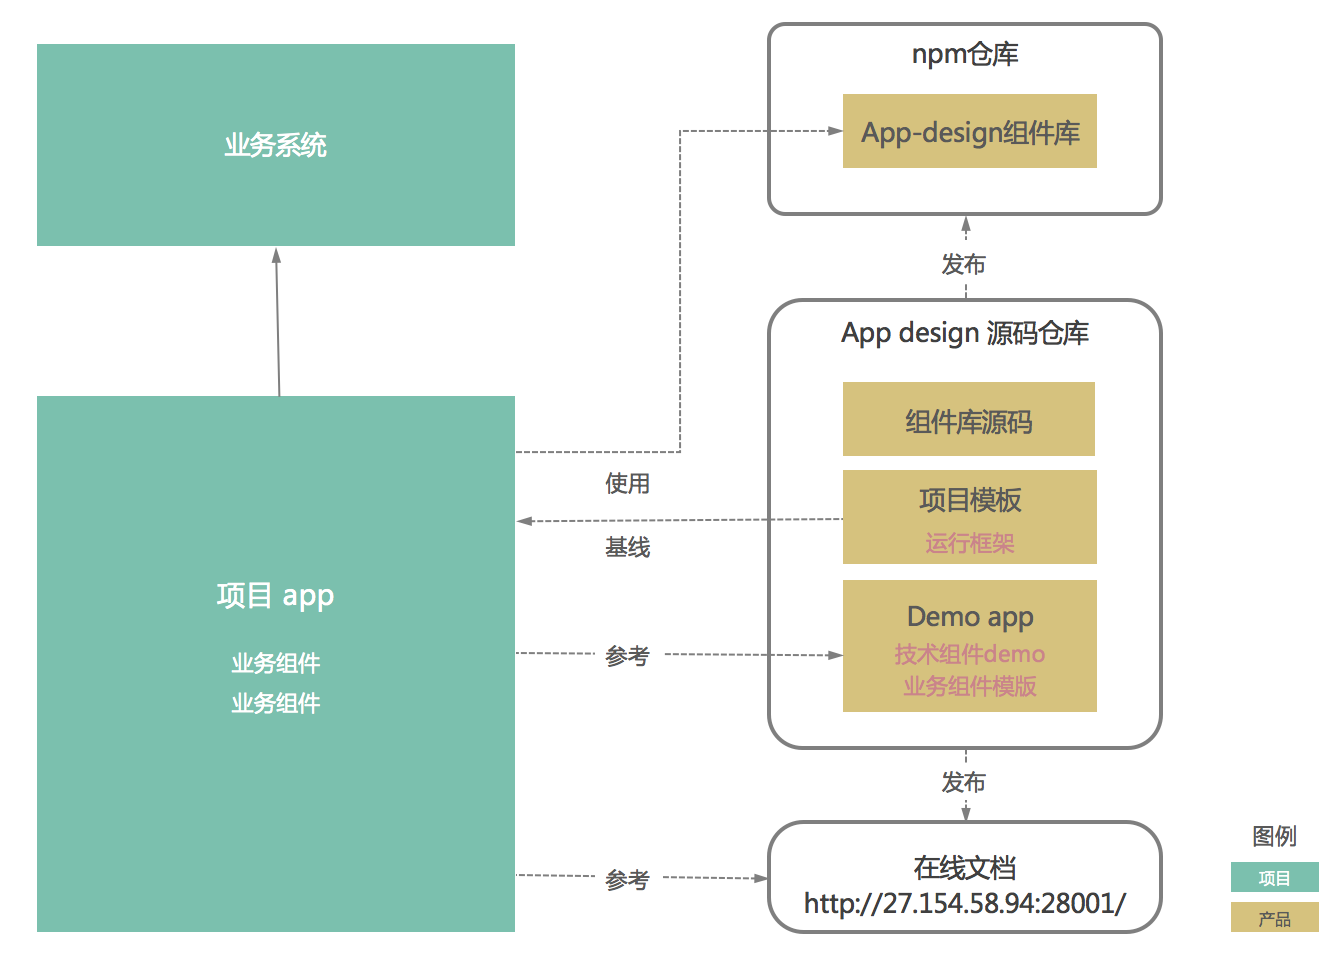 业务系统
项目 app
业务组件
业务组件
使用
基线
参考
参考
npm仓库
App-design组件库
发布
App design 源码仓库
组件库源码
项目模板
运行框架
Demo app
技术组件demo
业务组件模版
发布
在线文档
http://27.154.58.94:28001/
图例
项目
产品